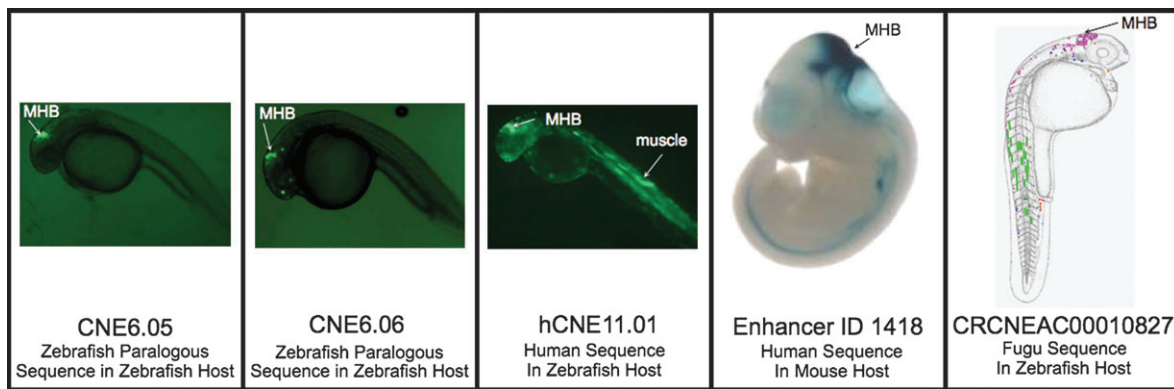 MHB
CNE6.05
Zebrafish Paralogous
Sequence in Zebrafish Host
MHB
CNE6.06
Zebrafish Paralogous
Sequence in Zebrafish Host
MHB
muscle
hCNE11.01
Human Sequence
In Zebrafish Host
MHB
Enhancer ID 1418
Human Sequence
In Mouse Host
MHB
CRCNEAC00010827
Fugu Sequence
In Zebrafish Host